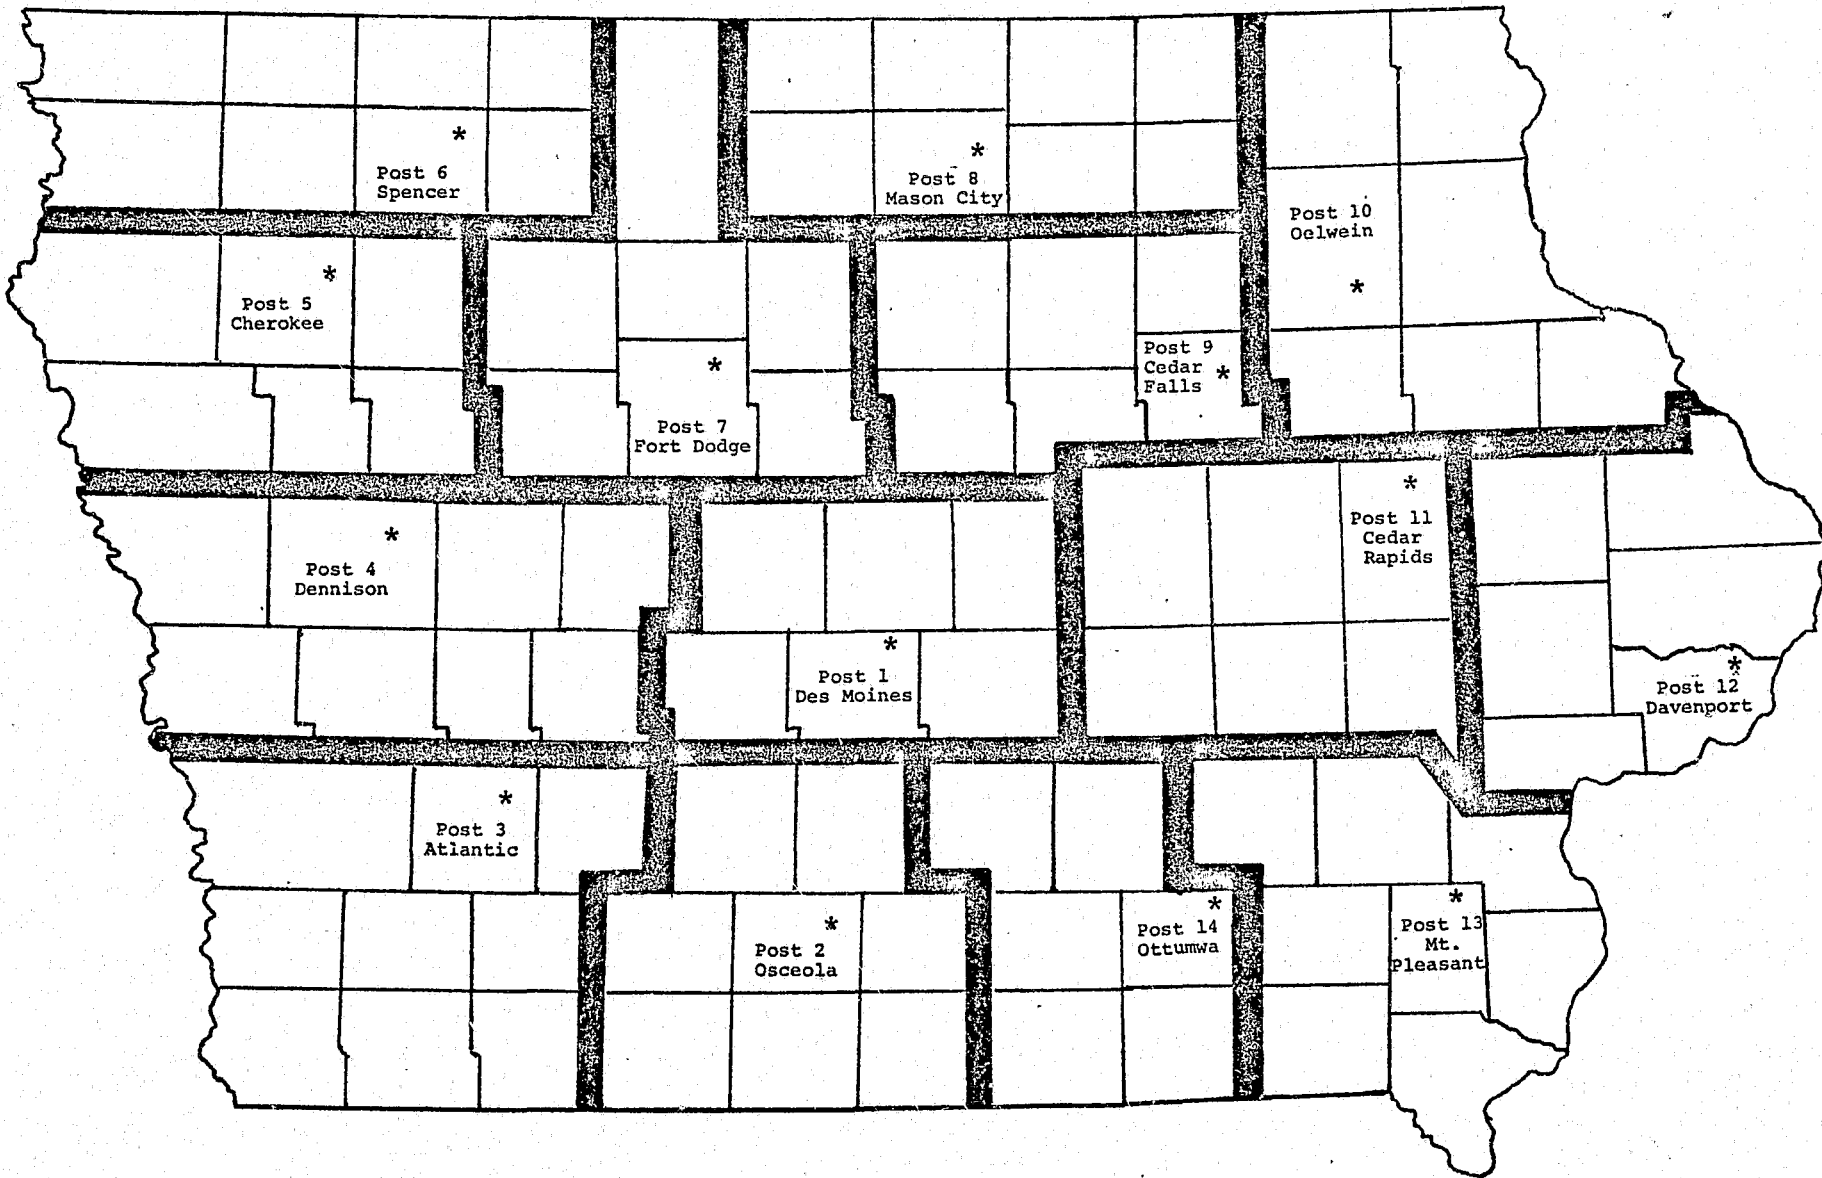 *
Post 6
Spencer
*
Post 8
Mason City
Post 10
Oelwein
*
*
Post 5
Cherokee
*
Post 7
Fort Dodge
Post 9
Cedar
Falls *
*
Post 4
Dennison
*
Post 11
Cedar
Rapids
*
Post 1
Des Moines
*
Post 12
Davenport
*
Post 3
Atlantic
*
Post 2
Osceola
*
Post 14
Ottumwa
*
Post 13
Mt.
Pleasant